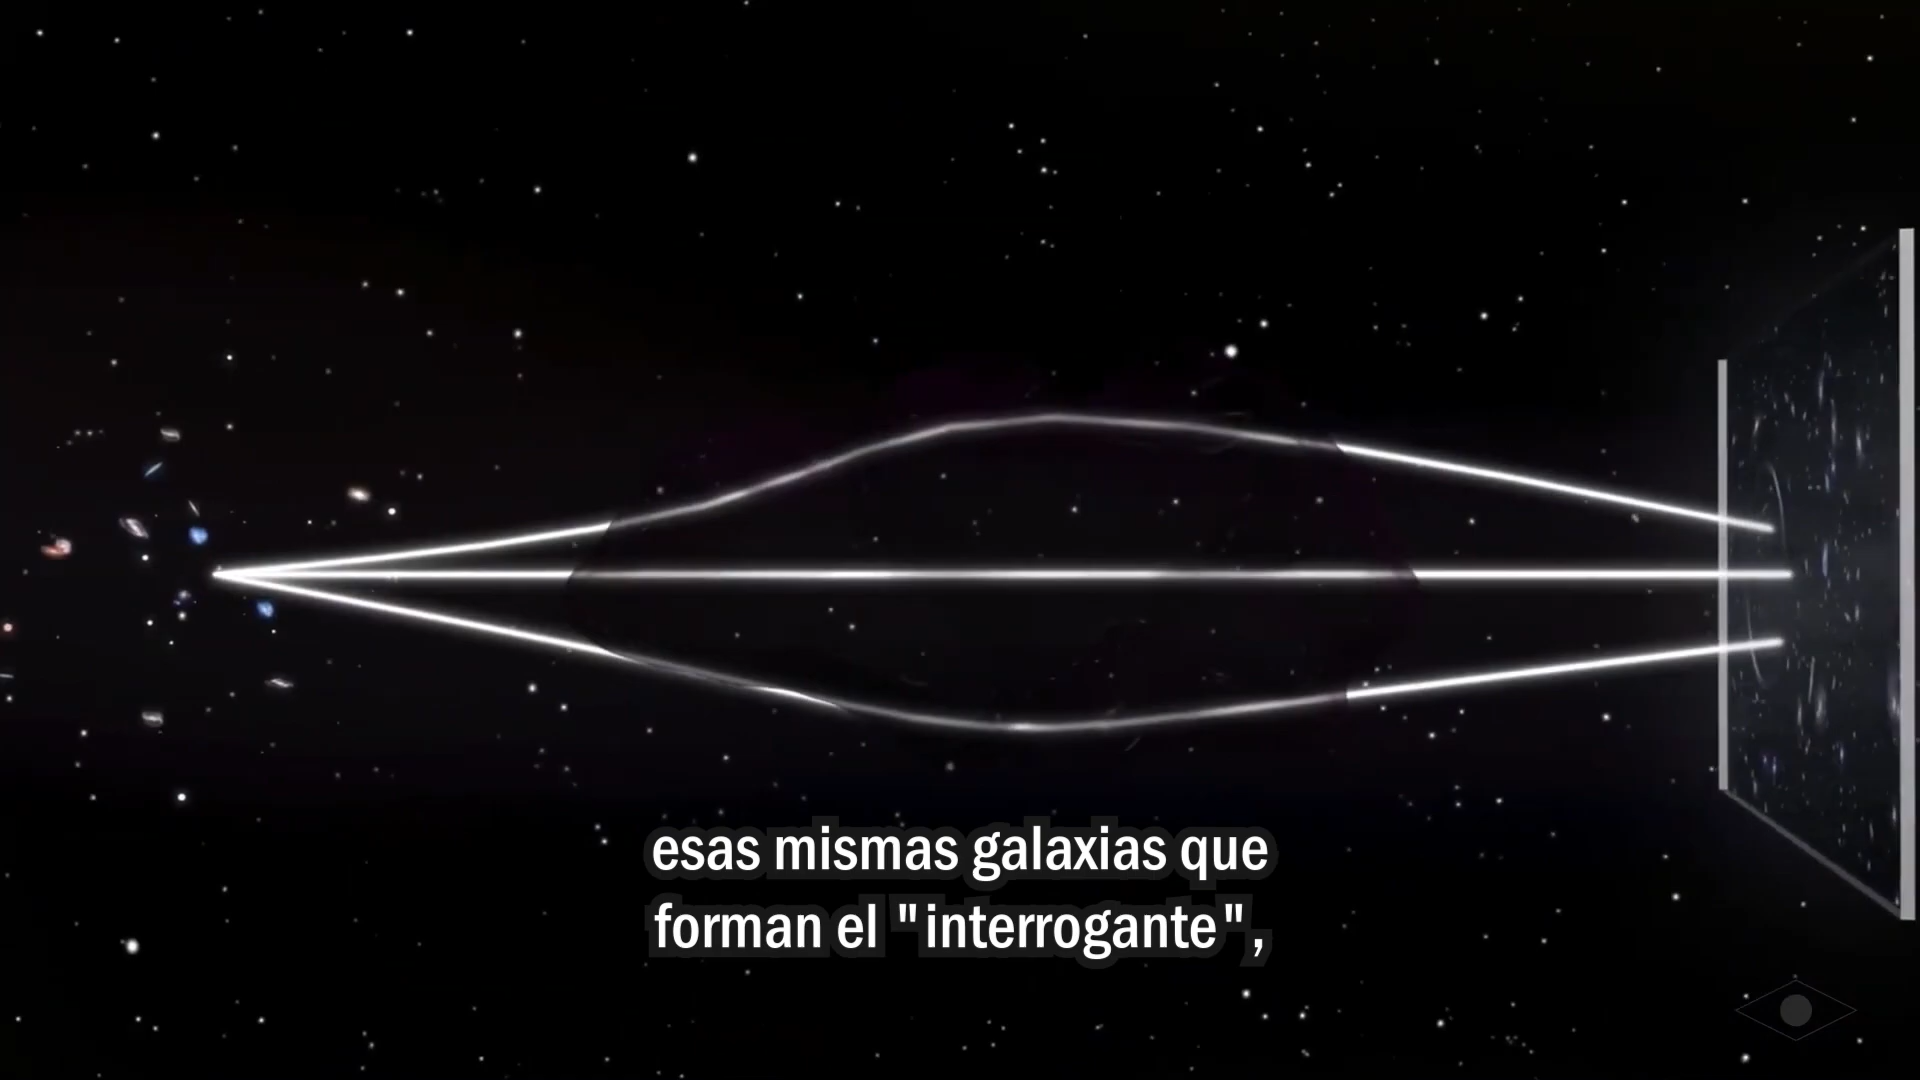 esas mismas galaxias que
forman el "interrogante",